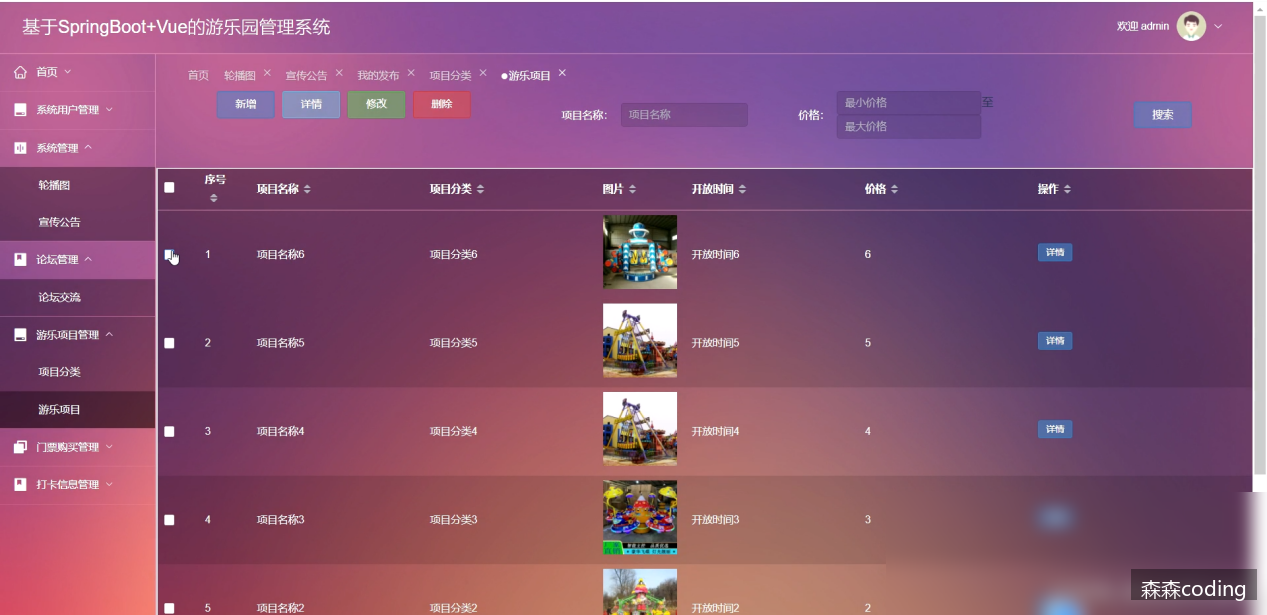 基于SpringBoot+Vue的游乐园管理系统
欢迎 admin
首页
系统用户管理
系统管理
轮播图
宣传公告
论坛管理
论坛交流
游乐项目管理
项目分类
游乐项目
门票购买管理
打卡信息管理
首页 轮播图 宣传公告 我的发布 项目分类 游乐项目
新增 详情 修改 删除
项目名称: 项目名称
价格: 最小价格 至
最大价格
搜索
序号 项目名称 项目分类 图片 开放时间 价格 操作
1 项目名称6 项目分类6 开放时间6 6 详情
2 项目名称5 项目分类5 开放时间5 5 详情
3 项目名称4 项目分类4 开放时间4 4 详情
4 项目名称3 项目分类3 开放时间3 3
5 项目名称2 项目分类2 开放时间2 2
森森coding